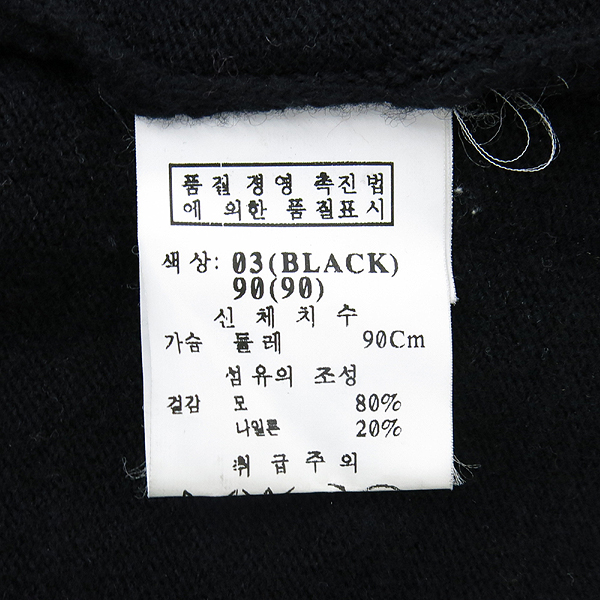 품질경영촉진법
에 의한 품질표시
색상: 03(BLACK)
90(90)
신체치수
가슴 둘레 90Cm
섬유의 조성
겉감 모 80%
나일론 20%
취급주의